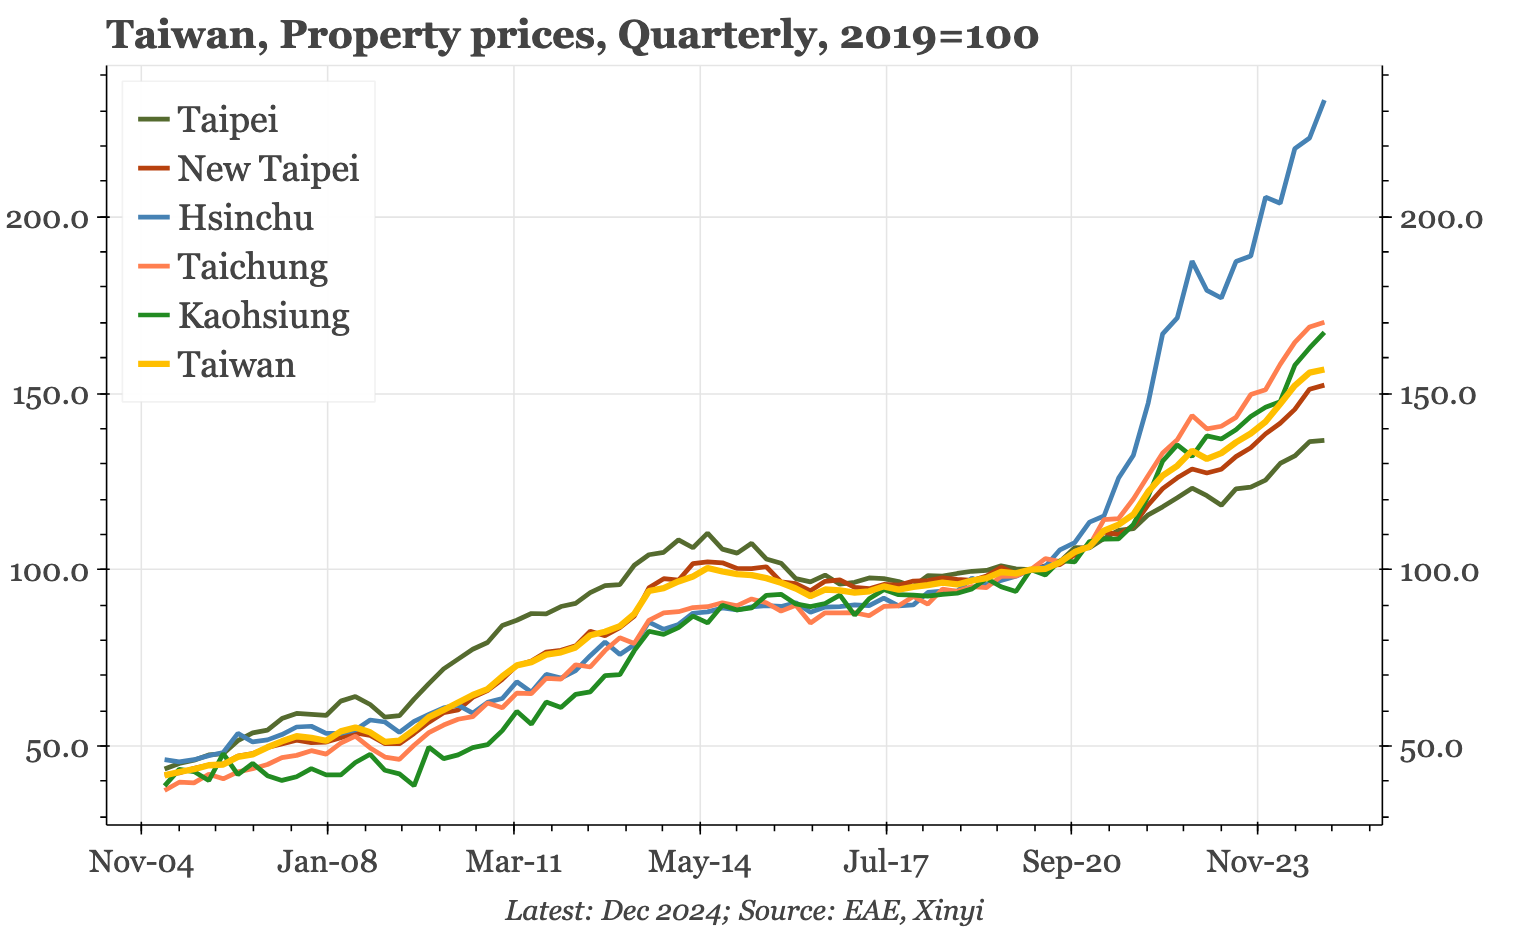 Taiwan, Property prices, Quarterly, 2019=100
Taipei
New Taipei
Hsinchu
Taichung
Kaohsiung
Taiwan
200.0
200.0
150.0
150.0
100.0
100.0
50.0
50.0
Nov-04 Jan-08 Mar-11 May-14 Jul-17 Sep-20 Nov-23
Latest: Dec 2024; Source: EAE, Xinyi